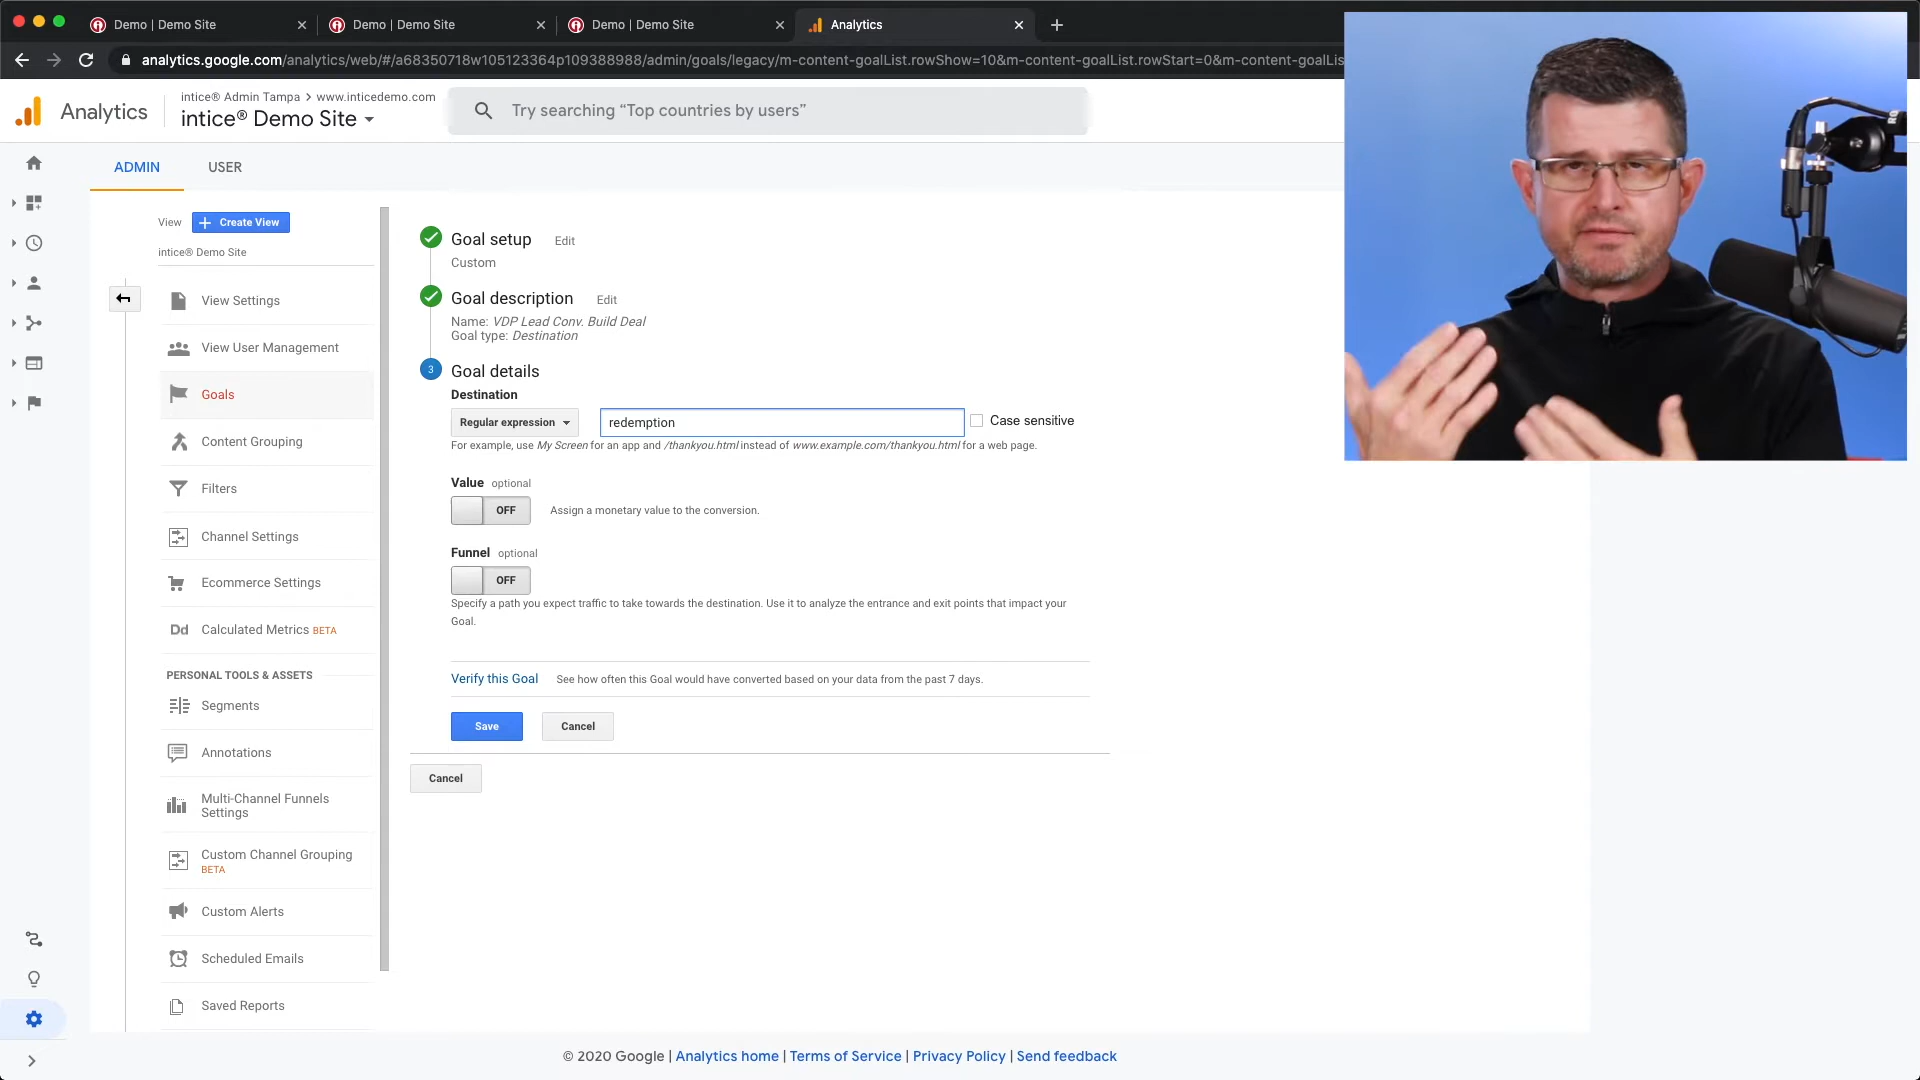 Demo | Demo Site
Demo | Demo Site
Demo | Demo Site
Analytics
analytics.google.com/analytics/web/#/a68350718w105123364p109388988/admin/goals/legacy/m-content-goalList.rowShow=10&m-content-goalList.rowStart=0&m-content-goalLis
Analytics
intice® Admin Tampa > www.inticedemo.com
intice® Demo Site
Try searching “Top countries by users”
ADMIN
USER
View
Create View
intice® Demo Site
View Settings
View User Management
Goals
Content Grouping
Filters
Channel Settings
Ecommerce Settings
Dd Calculated Metrics BETA
PERSONAL TOOLS & ASSETS
Segments
Annotations
Multi-Channel Funnels
Settings
Custom Channel Grouping
BETA
Custom Alerts
Scheduled Emails
Saved Reports
Goal setup Edit
Custom
Goal description Edit
Name: VDP Lead Conv. Build Deal
Goal type: Destination
3 Goal details
Destination
Regular expression redemption Case sensitive
For example, use My Screen for an app and /thankyou.html instead of www.example.com/thankyou.html for a web page.
Value optional
OFF Assign a monetary value to the conversion.
Funnel optional
OFF
Specify a path you expect traffic to take towards the destination. Use it to analyze the entrance and exit points that impact your
Goal.
Verify this Goal See how often this Goal would have converted based on your data from the past 7 days.
Save Cancel
Cancel
© 2020 Google | Analytics home | Terms of Service | Privacy Policy | Send feedback